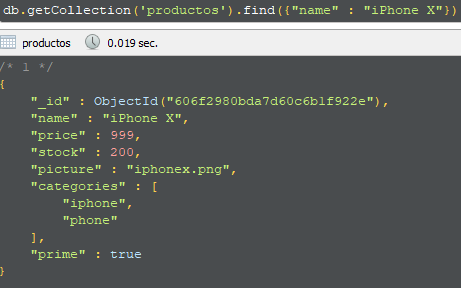 db.getCollection('productos').find({"name" : "iPhone X"})
productos 0.019 sec.
/* 1 */
{
    "_id" : ObjectId("606f2980bda7d60c6b1f922e"),
    "name" : "iPhone X",
    "price" : 999,
    "stock" : 200,
    "picture" : "iphonex.png",
    "categories" : [
        "iphone",
        "phone"
    ],
    "prime" : true
}